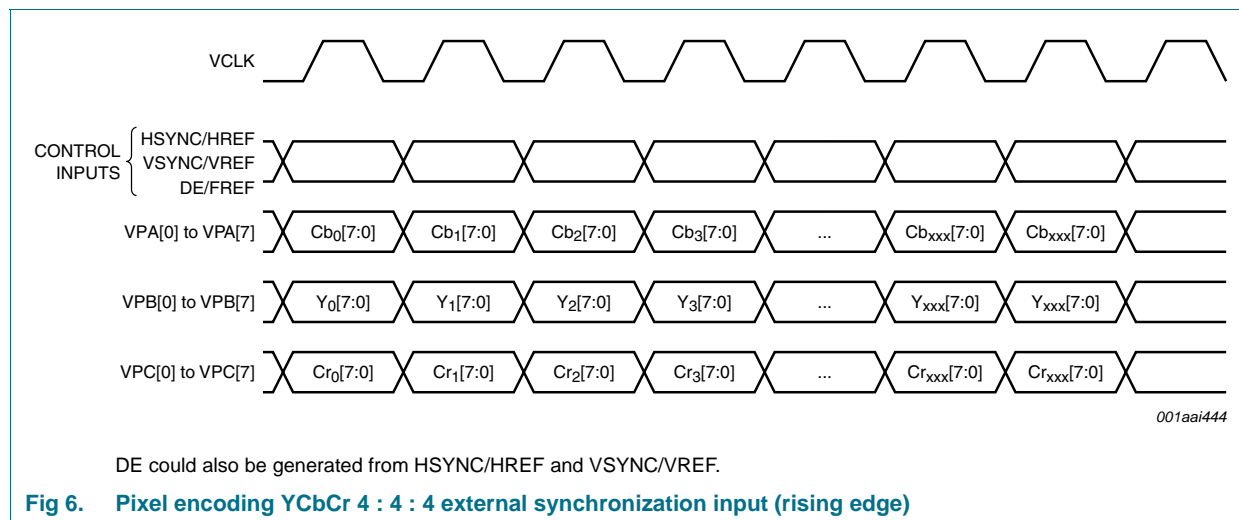 VCLK
CONTROL INPUTS
HSYNC/HREF
VSYNC/VREF
DE/FREF
VPA[0] to VPA[7] Cb0[7:0] Cb1[7:0] Cb2[7:0] Cb3[7:0] ... Cbxxx[7:0] Cbxxx[7:0]
VPB[0] to VPB[7] Y0[7:0] Y1[7:0] Y2[7:0] Y3[7:0] ... Yxxx[7:0] Yxxx[7:0]
VPC[0] to VPC[7] Cr0[7:0] Cr1[7:0] Cr2[7:0] Cr3[7:0] ... Crxxx[7:0] Crxxx[7:0]
001aai444
DE could also be generated from HSYNC/HREF and VSYNC/VREF.
Fig 6. Pixel encoding YCbCr 4 : 4 : 4 external synchronization input (rising edge)